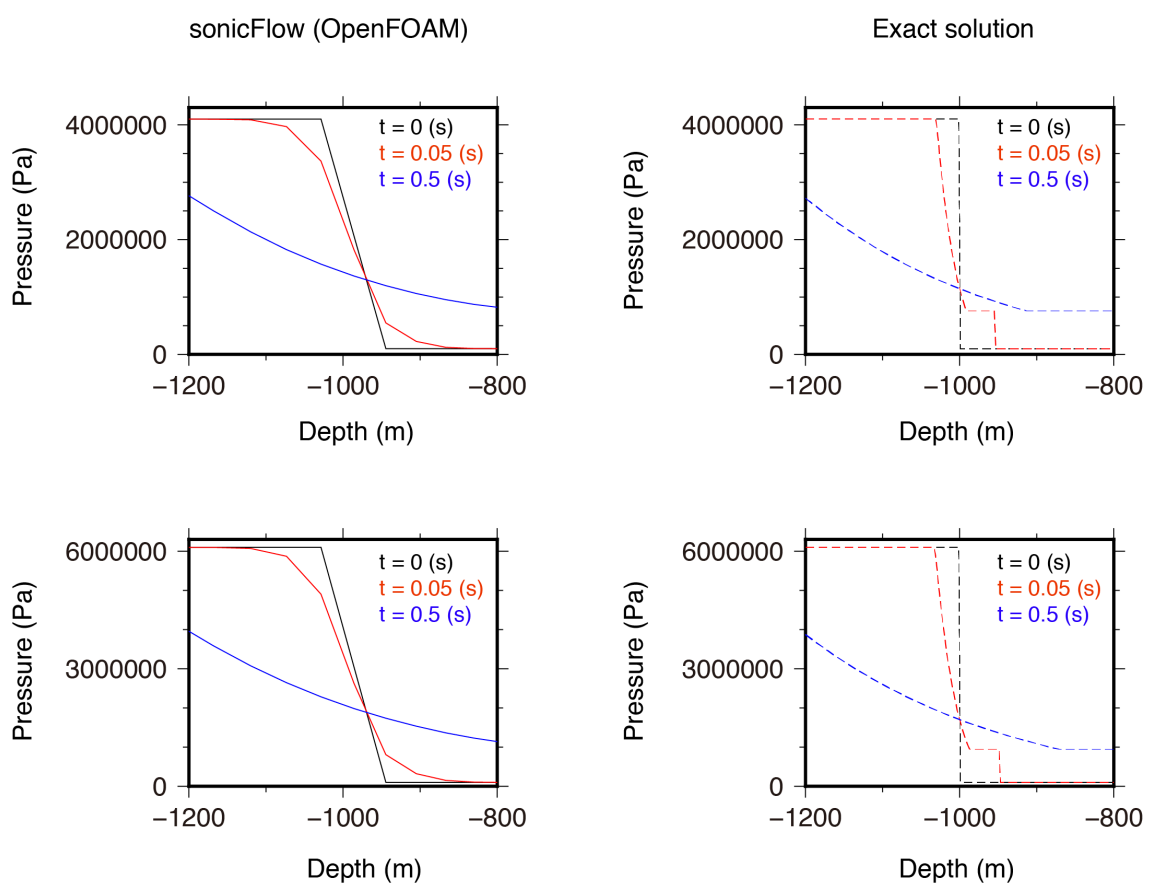 sonicFlow (OpenFOAM)
Exact solution
4000000
2000000
0
Pressure (Pa)
t = 0 (s)
t = 0.05 (s)
t = 0.5 (s)
−1200
−1000
−800
Depth (m)
4000000
2000000
0
Pressure (Pa)
t = 0 (s)
t = 0.05 (s)
t = 0.5 (s)
−1200
−1000
−800
Depth (m)
6000000
3000000
0
Pressure (Pa)
t = 0 (s)
t = 0.05 (s)
t = 0.5 (s)
−1200
−1000
−800
Depth (m)
6000000
3000000
0
Pressure (Pa)
t = 0 (s)
t = 0.05 (s)
t = 0.5 (s)
−1200
−1000
−800
Depth (m)